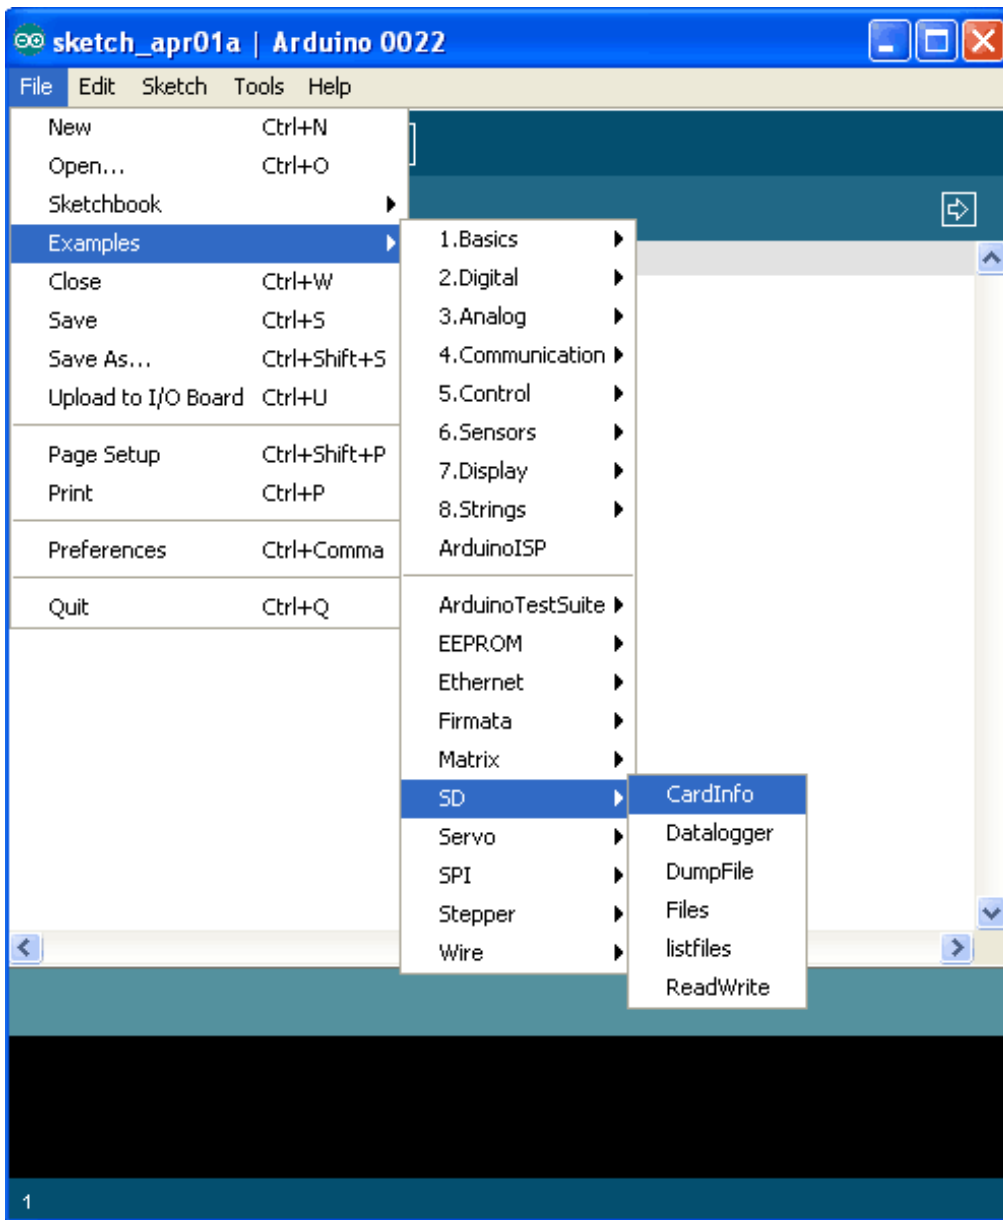 sketch_apr01a | Arduino 0022
File Edit Sketch Tools Help
New Ctrl+N
Open... Ctrl+O
Sketchbook
Examples
Close Ctrl+W
Save Ctrl+S
Save As... Ctrl+Shift+S
Upload to I/O Board Ctrl+U
Page Setup Ctrl+Shift+P
Print Ctrl+P
Preferences Ctrl+Comma
Quit Ctrl+Q
1.Basics
2.Digital
3.Analog
4.Communication
5.Control
6.Sensors
7.Display
8.Strings
ArduinoISP
ArduinoTestSuite
EEPROM
Ethernet
Firmata
Matrix
SD
Servo
SPI
Stepper
Wire
CardInfo
Datalogger
DumpFile
Files
listfiles
ReadWrite
1